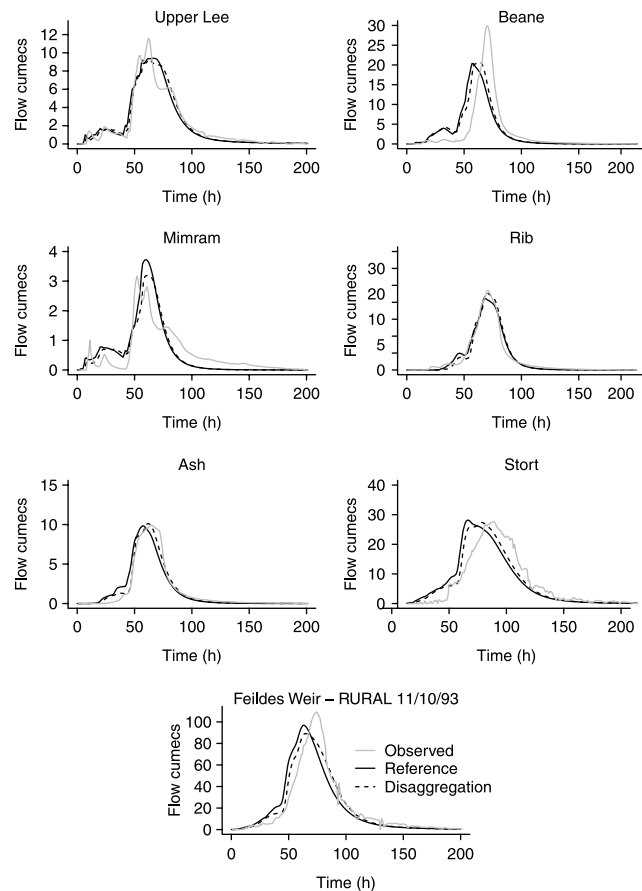 Upper Lee
Flow cumecs
12
10
8
6
4
2
0
0 50 100 150 200
Time (h)
Beane
Flow cumecs
30
25
20
15
10
5
0
0 50 100 150 200
Time (h)
Mimram
Flow cumecs
4
3
2
1
0
0 50 100 150 200
Time (h)
Rib
Flow cumecs
30
20
10
5
0
0 50 100 150 200
Time (h)
Ash
Flow cumecs
15
10
5
0
0 50 100 150 200
Time (h)
Stort
Flow cumecs
40
30
20
10
0
0 50 100 150 200
Time (h)
Feildes Weir – RURAL 11/10/93
Flow cumecs
100
80
60
40
20
0
0 50 100 150 200
Time (h)
Observed
Reference
Disaggregation